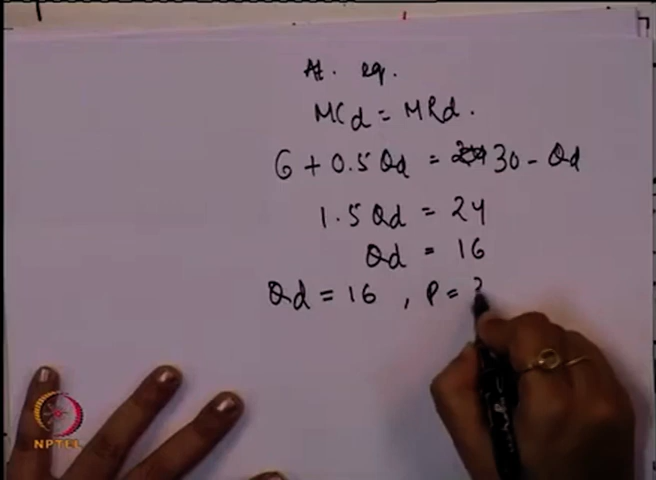 At. eq.
MCd = MRd.
6 + 0.5 Qd = 30 - Qd
1.5 Qd = 24
Qd = 16
Qd = 16 , P =
NPTEL